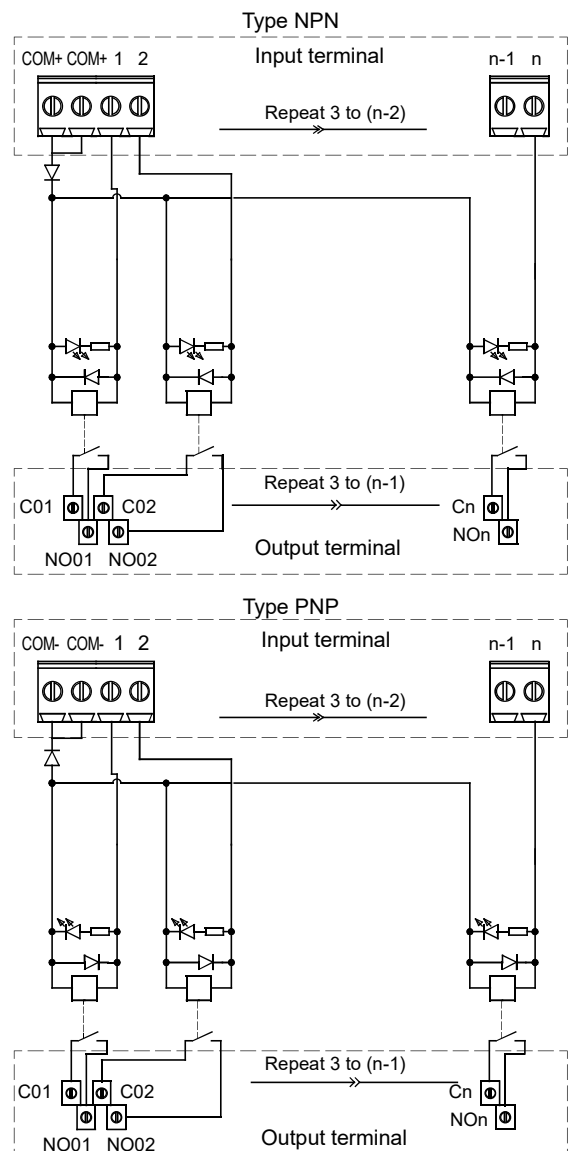 Type NPN
Input terminal
COM+ COM+ 1 2
n-1 n
Repeat 3 to (n-2)
Repeat 3 to (n-1)
C01
C02
Cn
NO01 NO02
NOn
Output terminal
Type PNP
Input terminal
COM- COM- 1 2
n-1 n
Repeat 3 to (n-2)
Repeat 3 to (n-1)
C01
C02
Cn
NO01 NO02
NOn
Output terminal